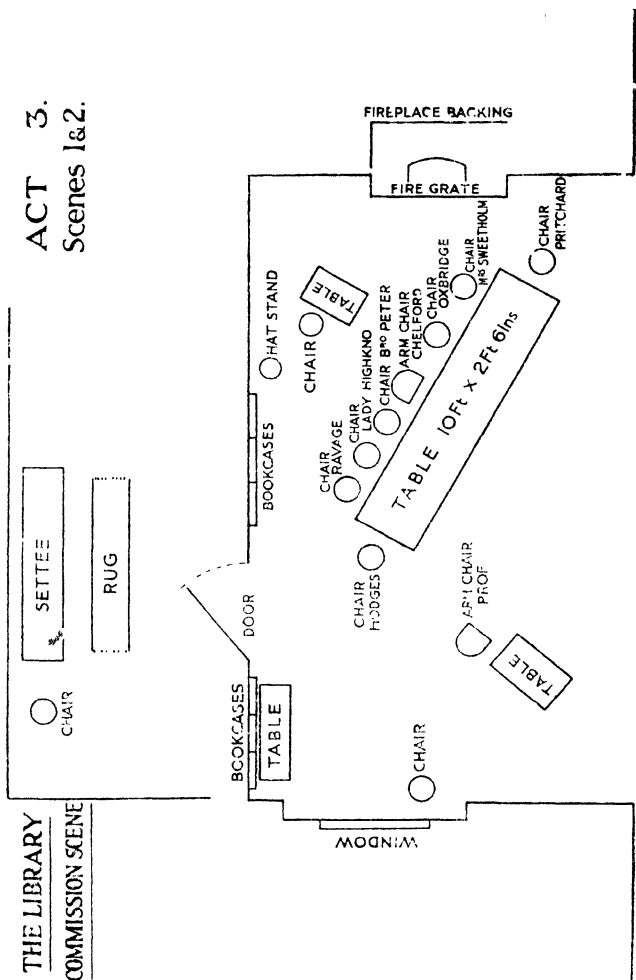 ACT 3.
Scenes 1&2.
THE LIBRARY
COMMISSION SCENE
FIREPLACE BACKING
FIRE GRATE
SETTEE
RUG
CHAIR
HAT STAND
CHAIR
TABLE
BOOKCASES
DOOR
BOOKCASES
TABLE
CHAIR
RAVAGE
CHAIR
LADY HIGHKNO
CHAIR BRO PETER
ARM CHAIR
CHELFORD
CHAIR
OXBRIDGE
CHAIR
MRS SWEETHOLM
CHAIR
PRITCHARD
TABLE 10Ft x 2Ft 6Ins
CHAIR
HODGES
ARM CHAIR
PROF
TABLE
CHAIR
WINDOW